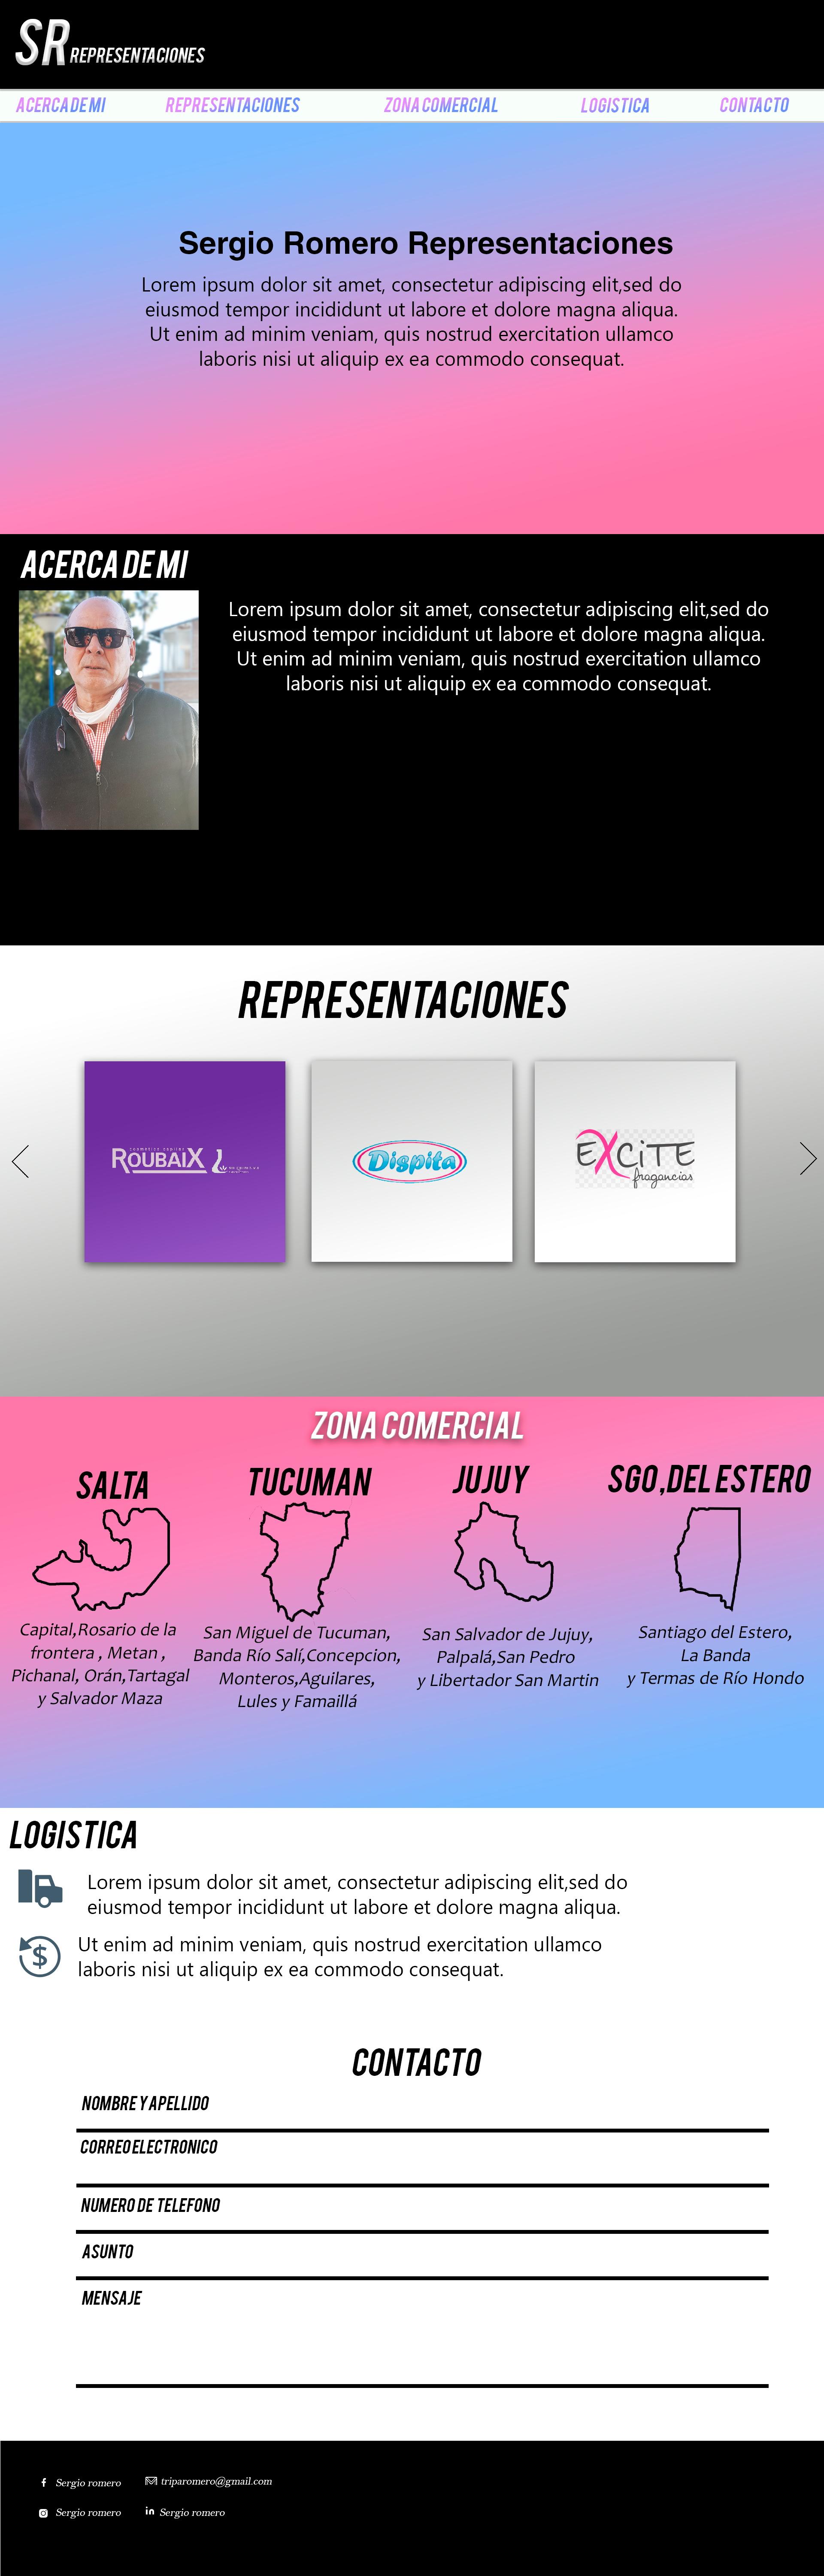 SR REPRESENTACIONES
ACERCA DE MI REPRESENTACIONES ZONA COMERCIAL LOGISTICA CONTACTO
Sergio Romero Representaciones
Lorem ipsum dolor sit amet, consectetur adipiscing elit,sed do
eiusmod tempor incididunt ut labore et dolore magna aliqua.
Ut enim ad minim veniam, quis nostrud exercitation ullamco
laboris nisi ut aliquip ex ea commodo consequat.
ACERCA DE MI
Lorem ipsum dolor sit amet, consectetur adipiscing elit,sed do
eiusmod tempor incididunt ut labore et dolore magna aliqua.
Ut enim ad minim veniam, quis nostrud exercitation ullamco
laboris nisi ut aliquip ex ea commodo consequat.
REPRESENTACIONES
ROUBAIX
Dispita
EXCITE
fragancias
ZONA COMERCIAL
SALTA
Capital,Rosario de la
frontera , Metan ,
Pichanal, Orán,Tartagal
y Salvador Maza
TUCUMAN
San Miguel de Tucuman,
Banda Río Salí,Concepcion,
Monteros,Aguilares,
Lules y Famaillá
JUJUY
San Salvador de Jujuy,
Palpalá,San Pedro
y Libertador San Martin
SGO,DEL ESTERO
Santiago del Estero,
La Banda
y Termas de Río Hondo
LOGISTICA
Lorem ipsum dolor sit amet, consectetur adipiscing elit,sed do
eiusmod tempor incididunt ut labore et dolore magna aliqua.
$
Ut enim ad minim veniam, quis nostrud exercitation ullamco
laboris nisi ut aliquip ex ea commodo consequat.
CONTACTO
NOMBRE Y APELLIDO
CORREO ELECTRONICO
NUMERO DE TELEFONO
ASUNTO
MENSAJE
f Sergio romero triparomero@gmail.com
Sergio romero in Sergio romero